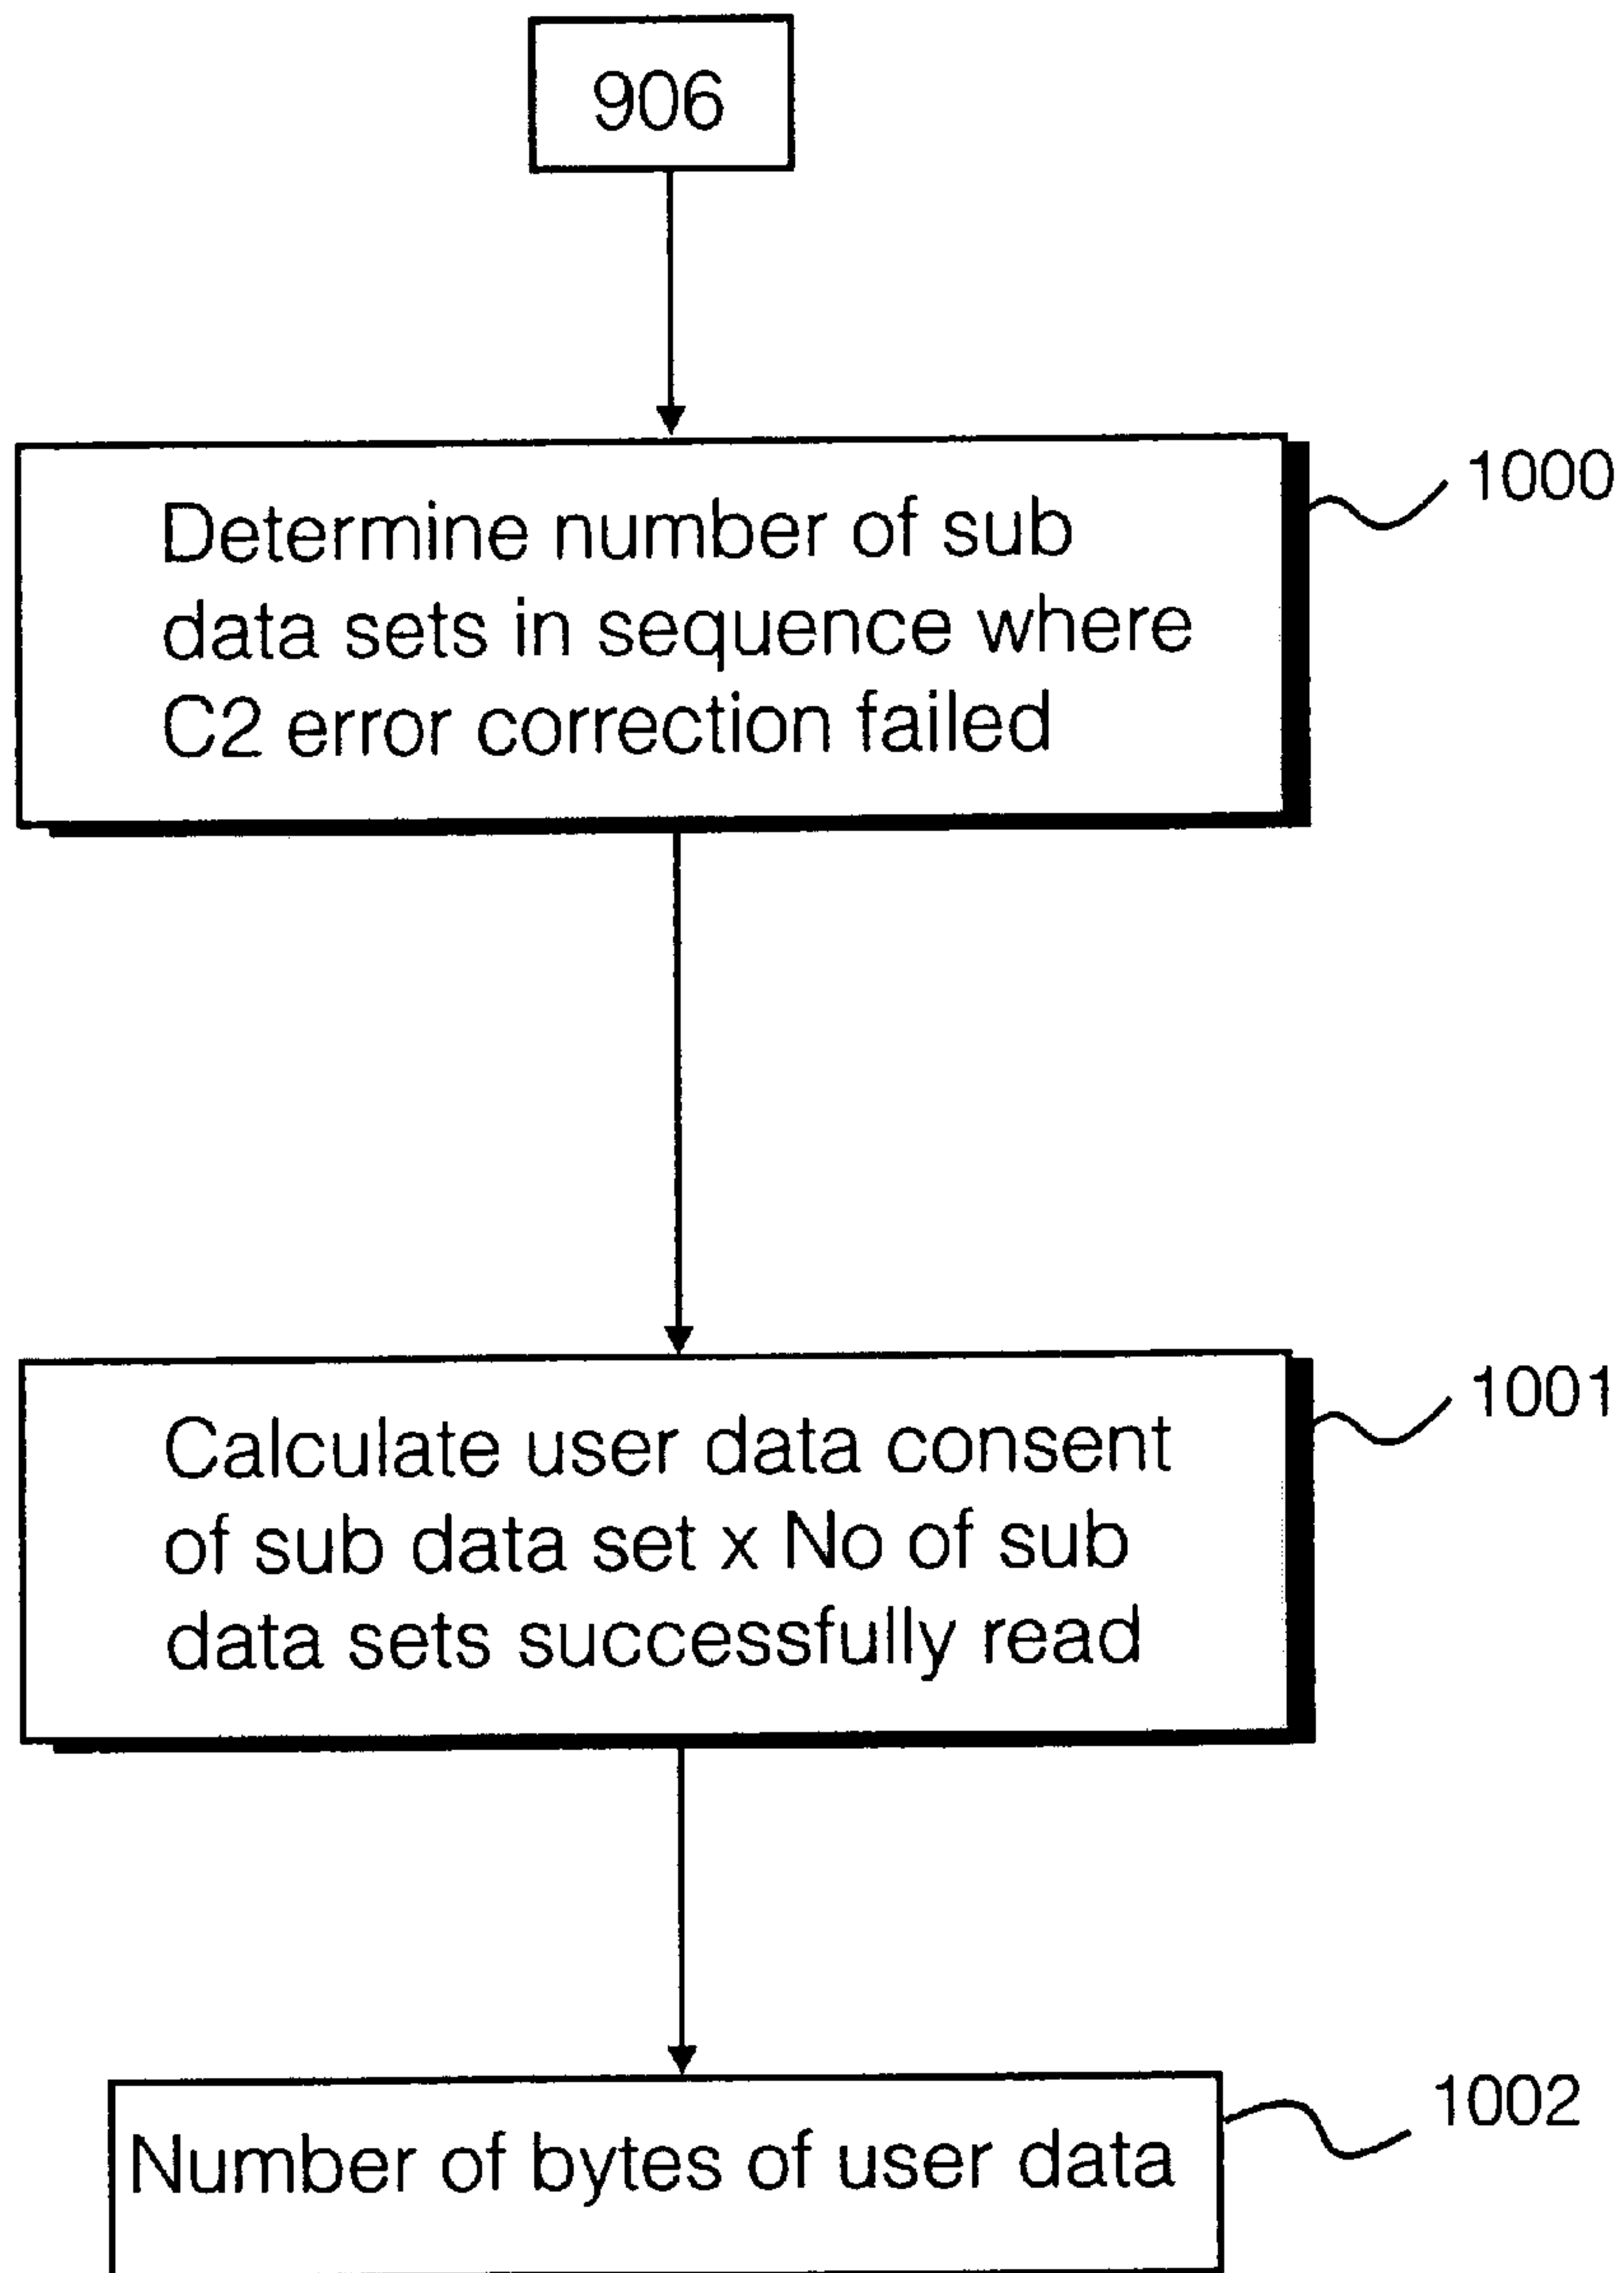 906
1000
Determine number of sub
data sets in sequence where
C2 error correction failed
1001
Calculate user data consent
of sub data set x No of sub
data sets successfully read
1002
Number of bytes of user data